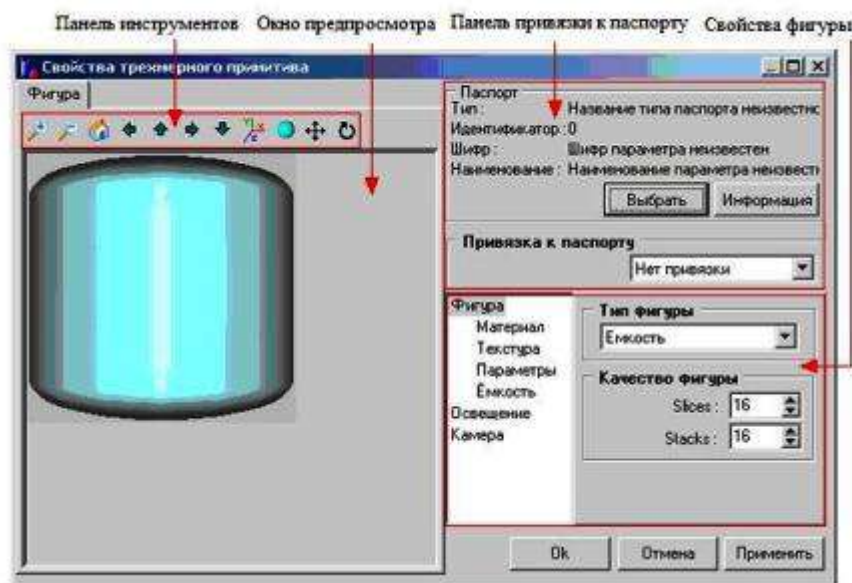 Панель инструментов Окно предпросмотра Панель привязки к паспорту Свойства фигуры
Свойства трехмерного примитива
Фигура
Паспорт
Тип : Название типа паспорта неизвестно
Идентификатор : 0
Шифр : Шифр параметра неизвестен
Наименование : Наименование параметра неизвестн
Выбрать Информация
Привязка к паспорту
Нет привязки
Фигура
Материал
Текстура
Параметры
Ёмкость
Освещение
Камера
Тип фигуры
Ёмкость
Качество фигуры
Slices : 16
Stacks : 16
Ok Отмена Применить